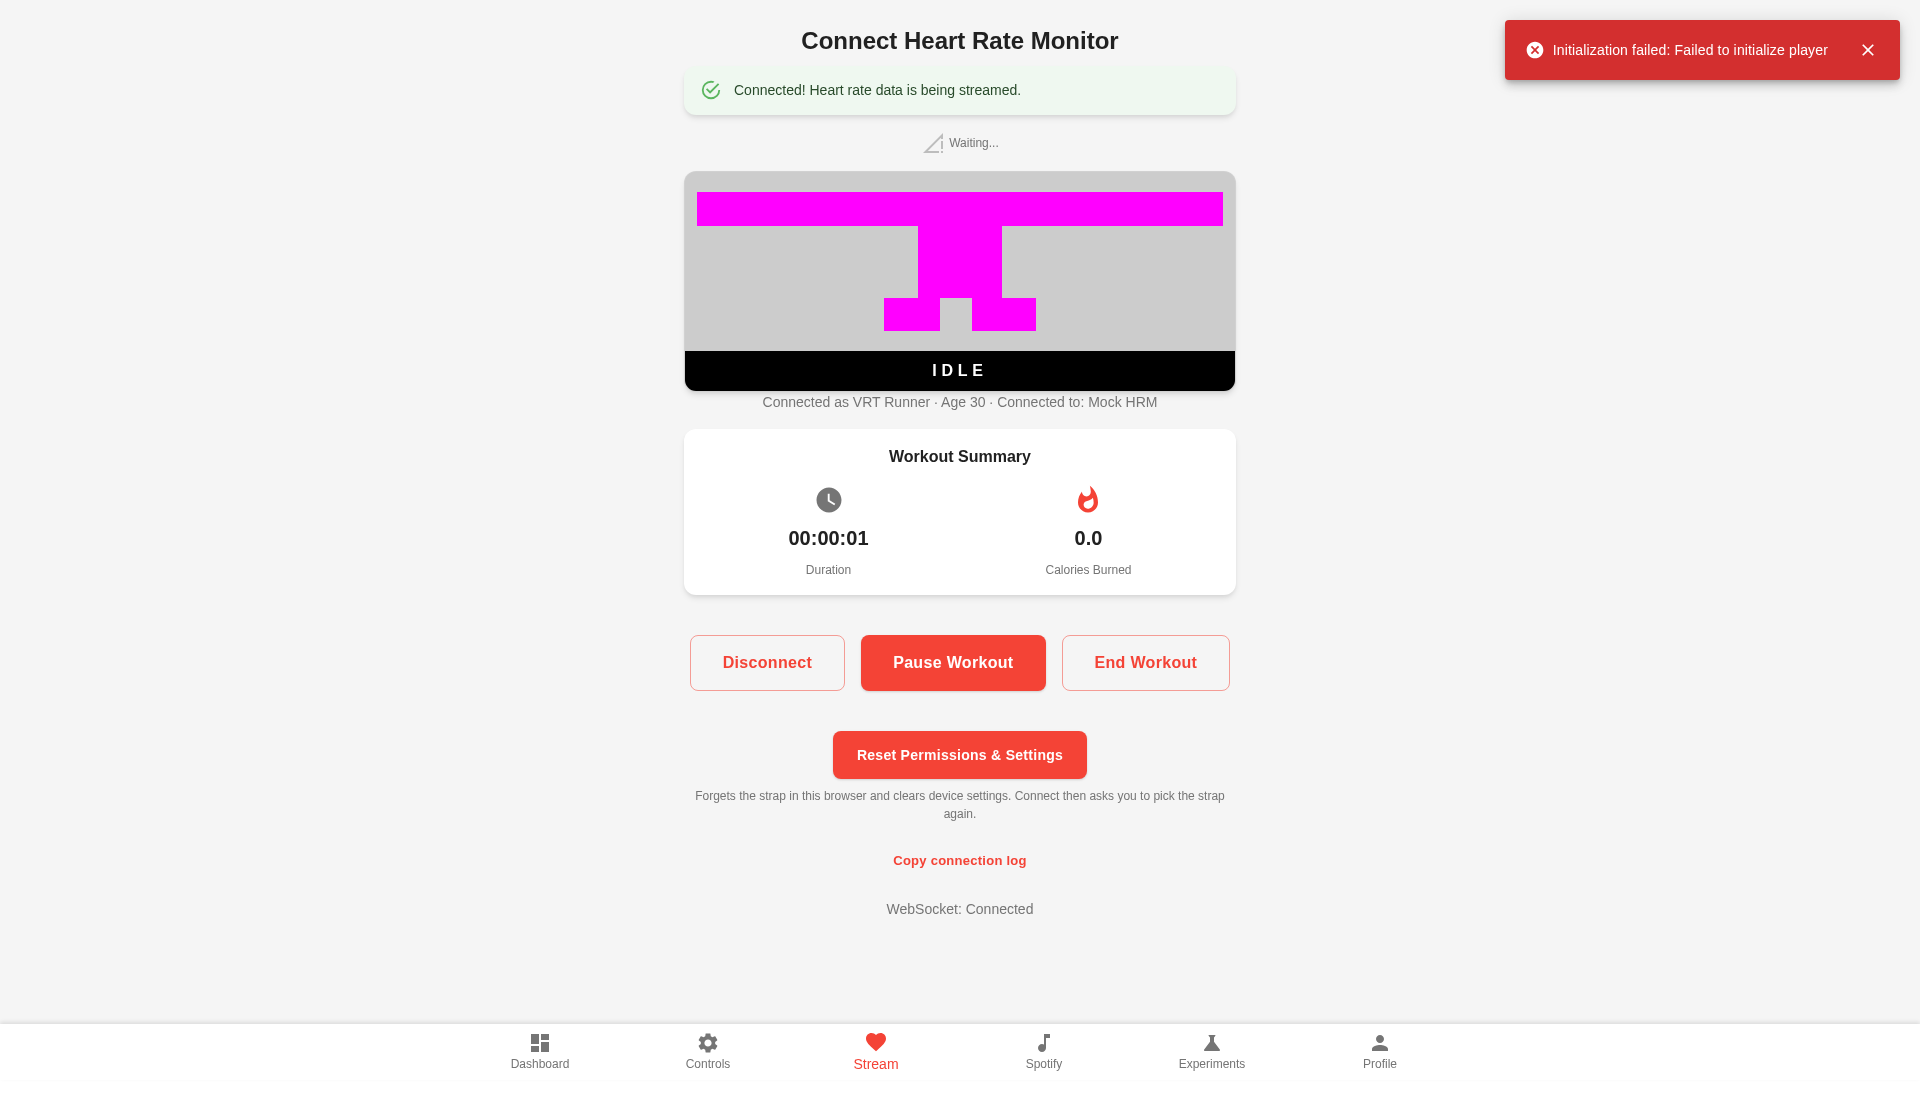 Connect Heart Rate Monitor
Initialization failed: Failed to initialize player
Connected! Heart rate data is being streamed.
Waiting...
IDLE
Connected as VRT Runner · Age 30 · Connected to: Mock HRM
Workout Summary
00:00:01
0.0
Duration
Calories Burned
Disconnect
Pause Workout
End Workout
Reset Permissions & Settings
Forgets the strap in this browser and clears device settings. Connect then asks you to pick the strap
again.
Copy connection log
WebSocket: Connected
Dashboard
Controls
Stream
Spotify
Experiments
Profile